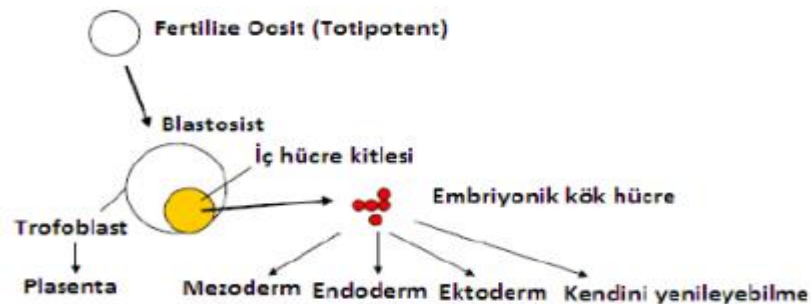 Fertilize Oosit (Totipotent)
Blastosist
İç hücre kitlesi
Embriyonik kök hücre
Trofoblast
Plasenta
Mezoderm
Endoderm
Ektoderm
Kendini yenileyebilme